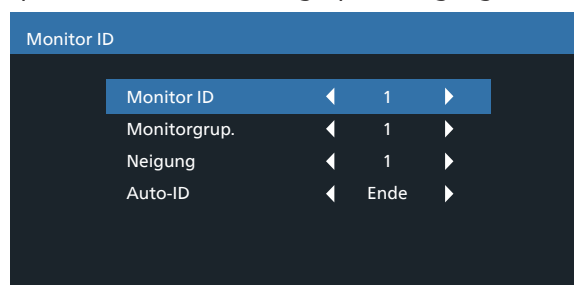 Monitor ID
Monitor ID 1
Monitorgrup. 1
Neigung 1
Auto-ID Ende